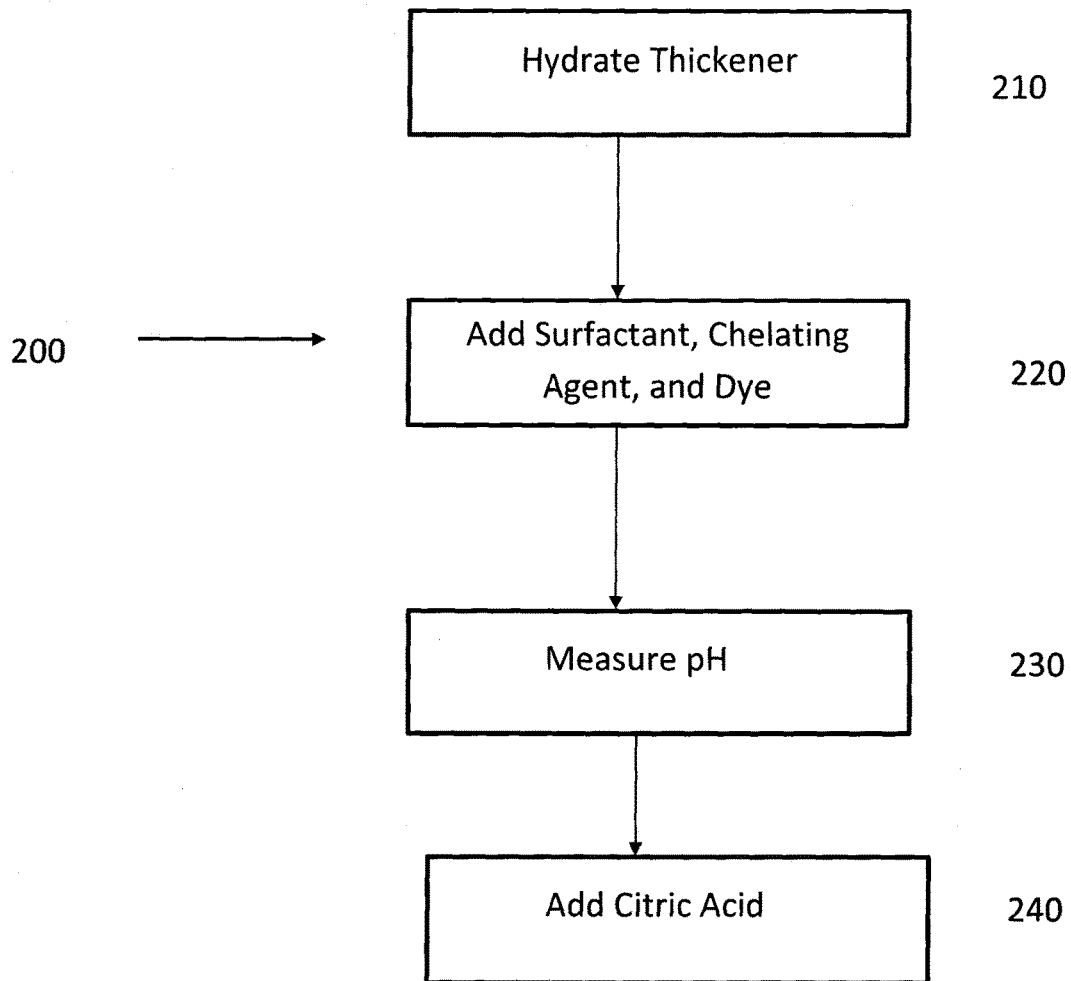 Hydrate Thickener
210
200
Add Surfactant, Chelating
Agent, and Dye
220
Measure pH
230
Add Citric Acid
240